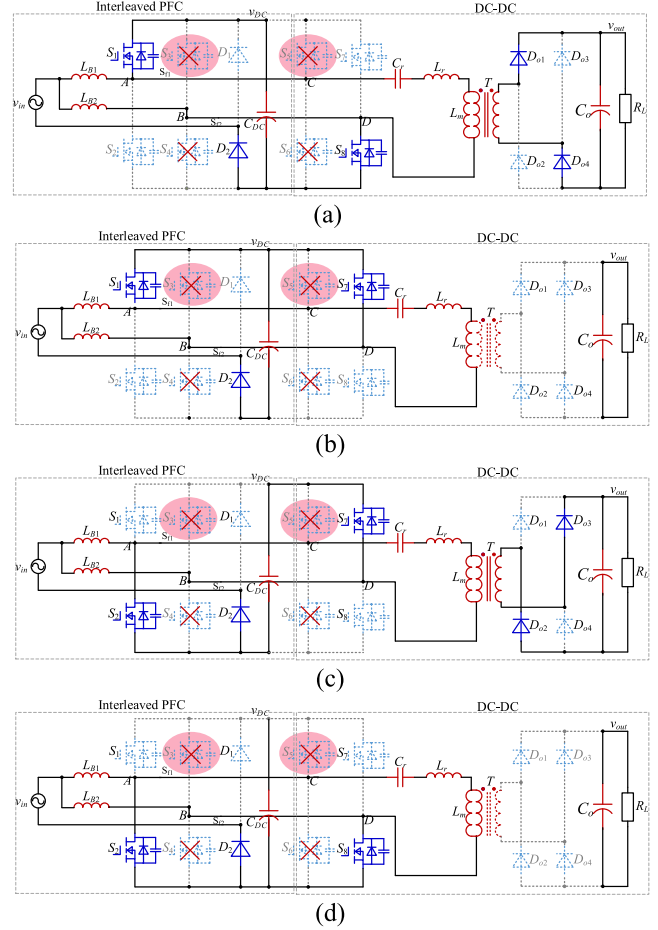 Interleaved PFC DC-DC
v_DC v_out
S_1 D_1 D_o1 D_o3
L_B1 A S_f1 C C_r L_r T
v_in L_B2 L_m C_o R_L
B S_f2 C_DC D
S_2 S_4 D_2 S_6 S_8 D_o2 D_o4
(a)
Interleaved PFC DC-DC
v_DC v_out
S_1 D_1 S_7 D_o1 D_o3
L_B1 A S_f1 C C_r L_r T
v_in L_B2 L_m C_o R_L
B S_f2 C_DC D
S_2 S_4 D_2 S_6 S_8 D_o2 D_o4
(b)
Interleaved PFC DC-DC
v_DC v_out
S_1 D_1 S_7 D_o1 D_o3
L_B1 A S_f1 C C_r L_r T
v_in L_B2 L_m C_o R_L
B S_f2 C_DC D
S_2 S_4 D_2 S_6 S_8 D_o2 D_o4
(c)
Interleaved PFC DC-DC
v_DC v_out
S_1 D_1 S_7 D_o1 D_o3
L_B1 A S_f1 C C_r L_r T
v_in L_B2 L_m C_o R_L
B S_f2 C_DC D
S_2 S_4 D_2 S_6 S_8 D_o2 D_o4
(d)